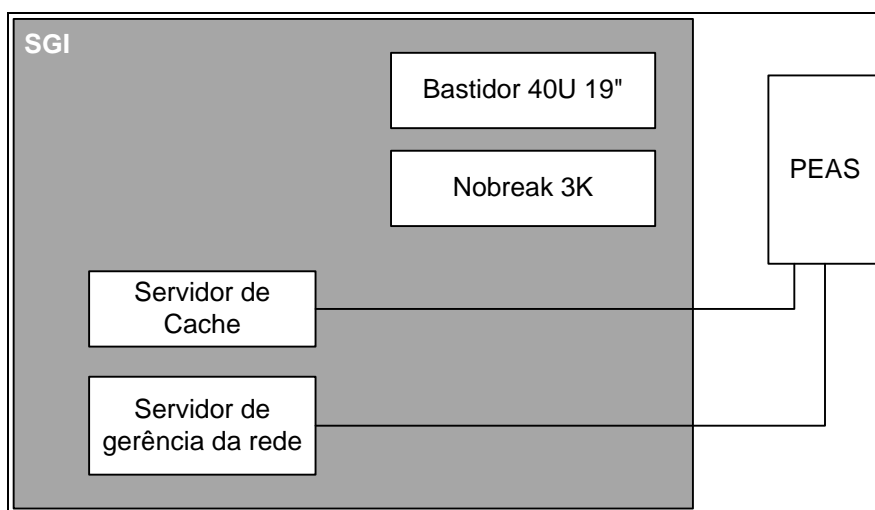 SGI
Bastidor 40U 19"
Nobreak 3K
PEAS
Servidor de
Cache
Servidor de
gerência da rede